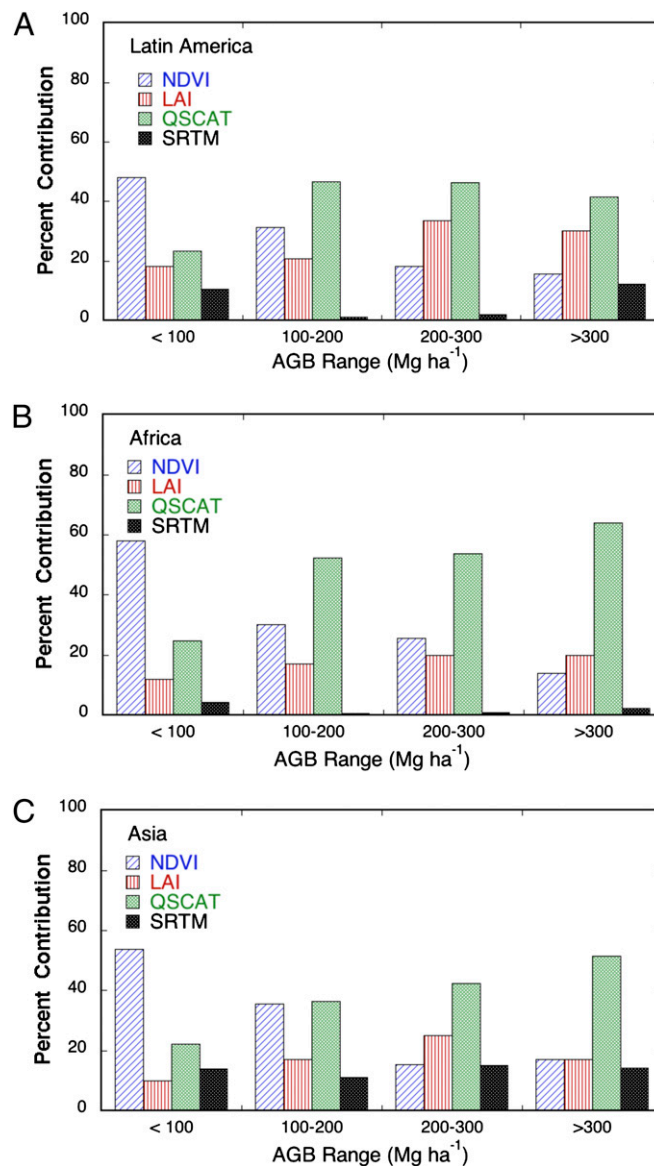 A
Latin America
NDVI
LAI
QSCAT
SRTM
100
80
60
40
20
0
Percent Contribution
< 100 100-200 200-300 >300
AGB Range (Mg ha⁻¹)
B
Africa
NDVI
LAI
QSCAT
SRTM
100
80
60
40
20
0
Percent Contribution
< 100 100-200 200-300 >300
AGB Range (Mg ha⁻¹)
C
Asia
NDVI
LAI
QSCAT
SRTM
100
80
60
40
20
0
Percent Contribution
< 100 100-200 200-300 >300
AGB Range (Mg ha⁻¹)